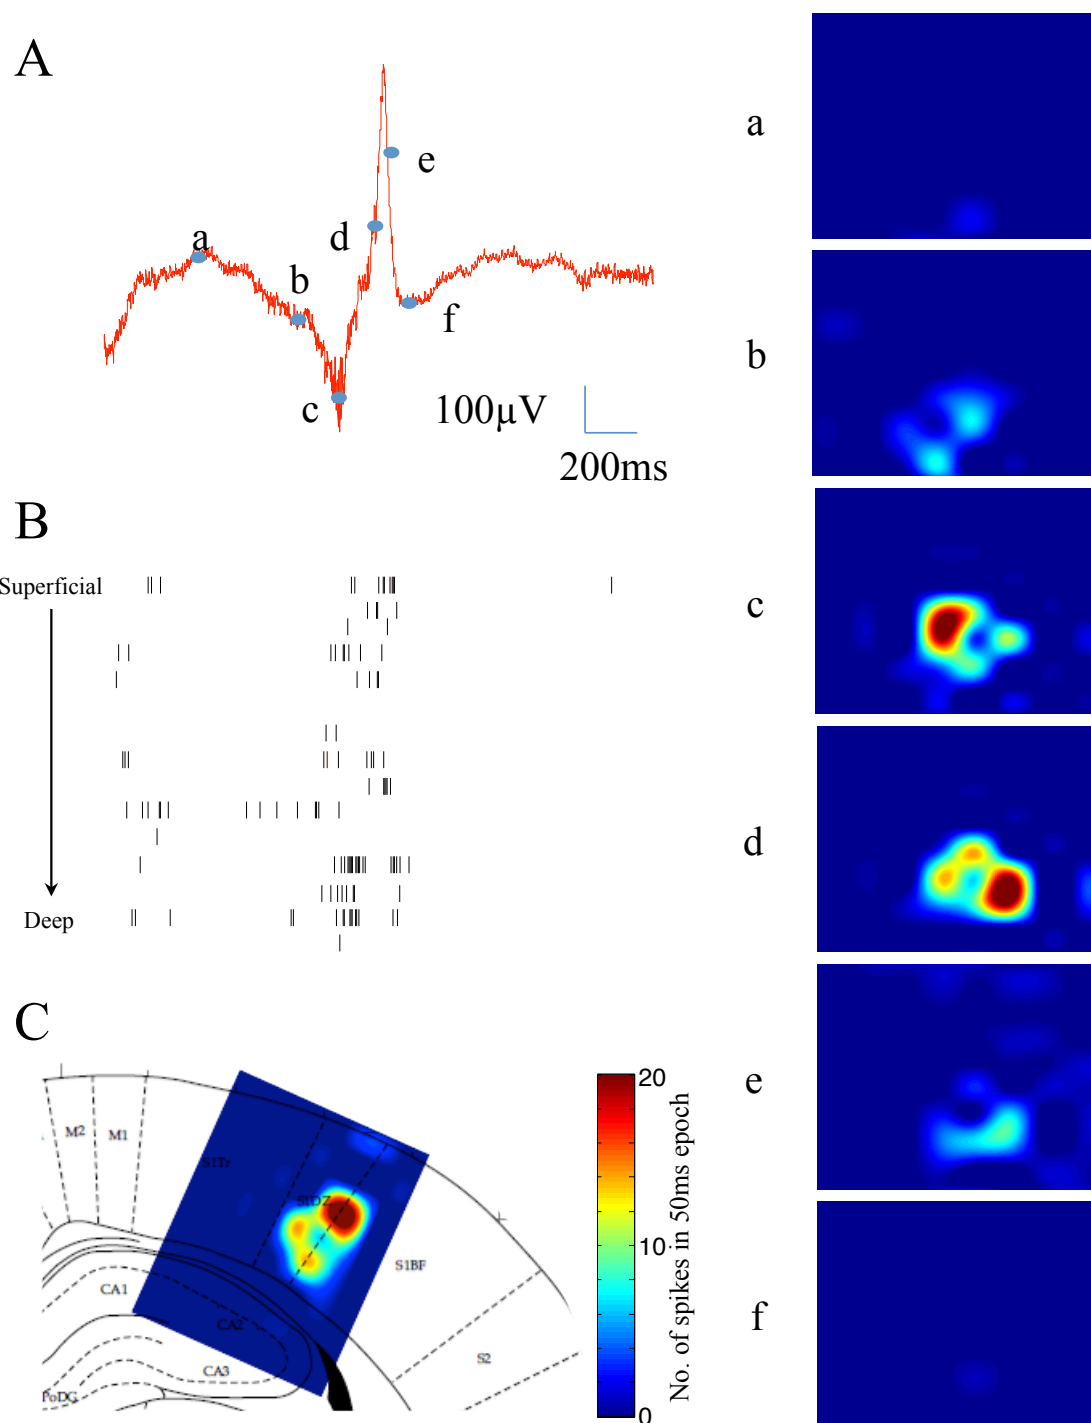 A
a
b
c
d
e
f
100µV
200ms
a
b
c
d
e
f
B
Superficial
Deep
C
M2
M1
S1Tr
S1DZ
S1BF
S2
CA1
CA2
CA3
PoDG
20
10
0
No. of spikes in 50ms epoch